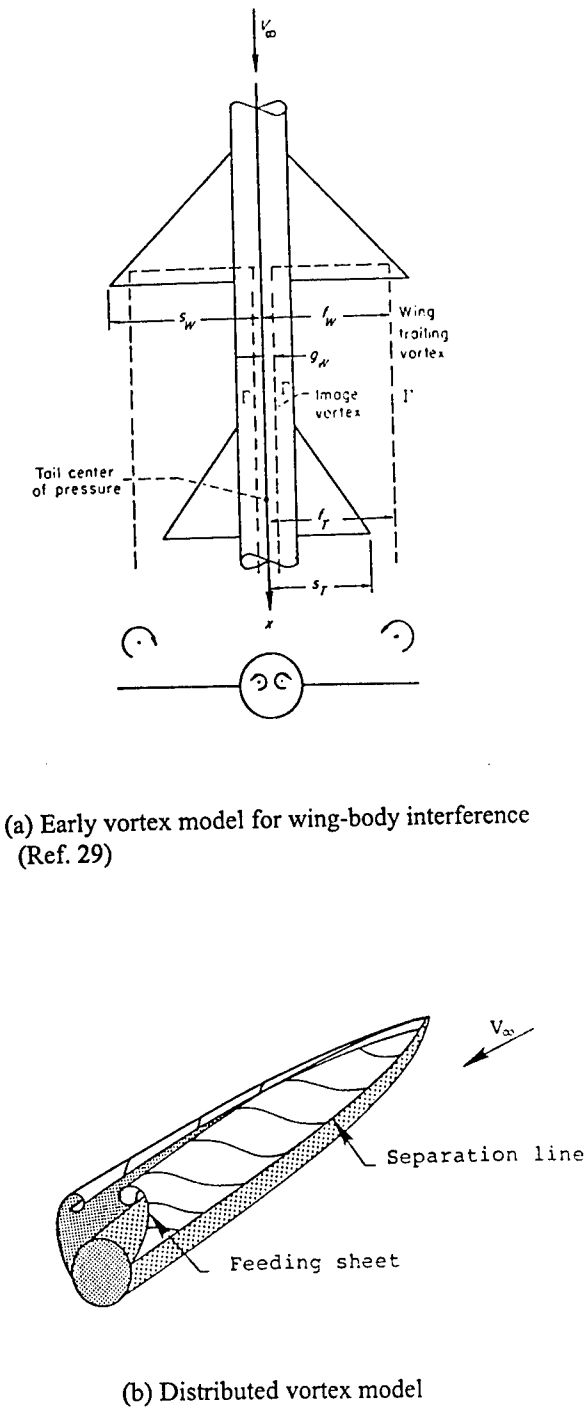 V∞
s_W
f_W
Wing
trailing
vortex
g_W
Γ
Γ
Image
vortex
Γ
Tail center
of pressure
f_T
s_T
x
(a) Early vortex model for wing-body interference
(Ref. 29)
V∞
Separation line
Feeding sheet
(b) Distributed vortex model